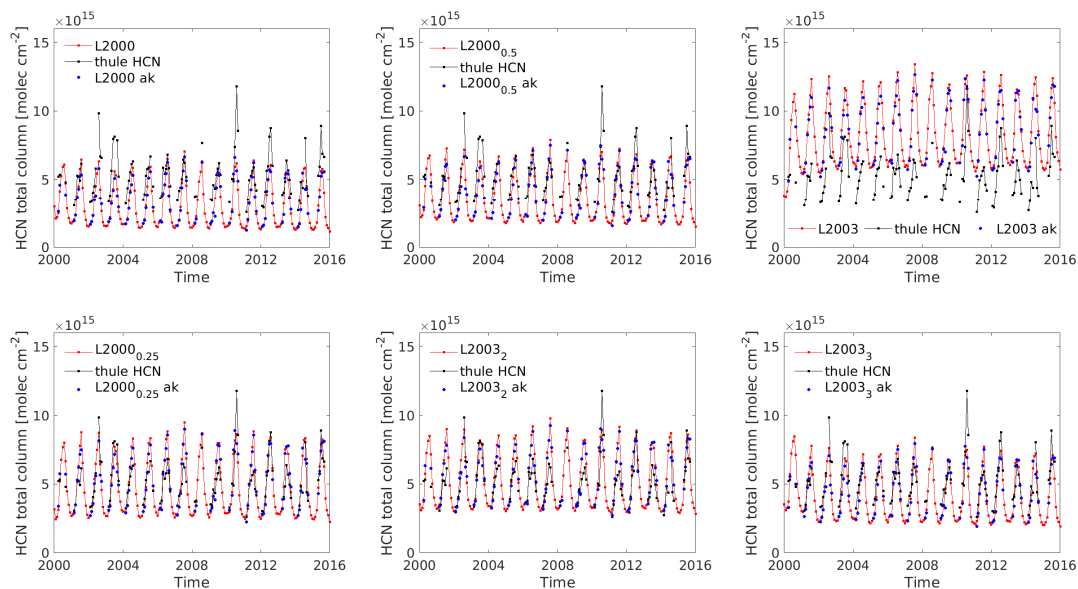 ×10^15
HCN total column [molec cm^-2]
15
10
5
0
L2000
thule HCN
L2000 ak
2000 2004 2008 2012 2016
Time
×10^15
HCN total column [molec cm^-2]
15
10
5
0
L2000_0.5
thule HCN
L2000_0.5 ak
2000 2004 2008 2012 2016
Time
×10^15
HCN total column [molec cm^-2]
15
10
5
0
L2003 thule HCN L2003 ak
2000 2004 2008 2012 2016
Time
×10^15
HCN total column [molec cm^-2]
15
10
5
0
L2000_0.25
thule HCN
L2000_0.25 ak
2000 2004 2008 2012 2016
Time
×10^15
HCN total column [molec cm^-2]
15
10
5
0
L2003_2
thule HCN
L2003_2 ak
2000 2004 2008 2012 2016
Time
×10^15
HCN total column [molec cm^-2]
15
10
5
0
L2003_3
thule HCN
L2003_3 ak
2000 2004 2008 2012 2016
Time